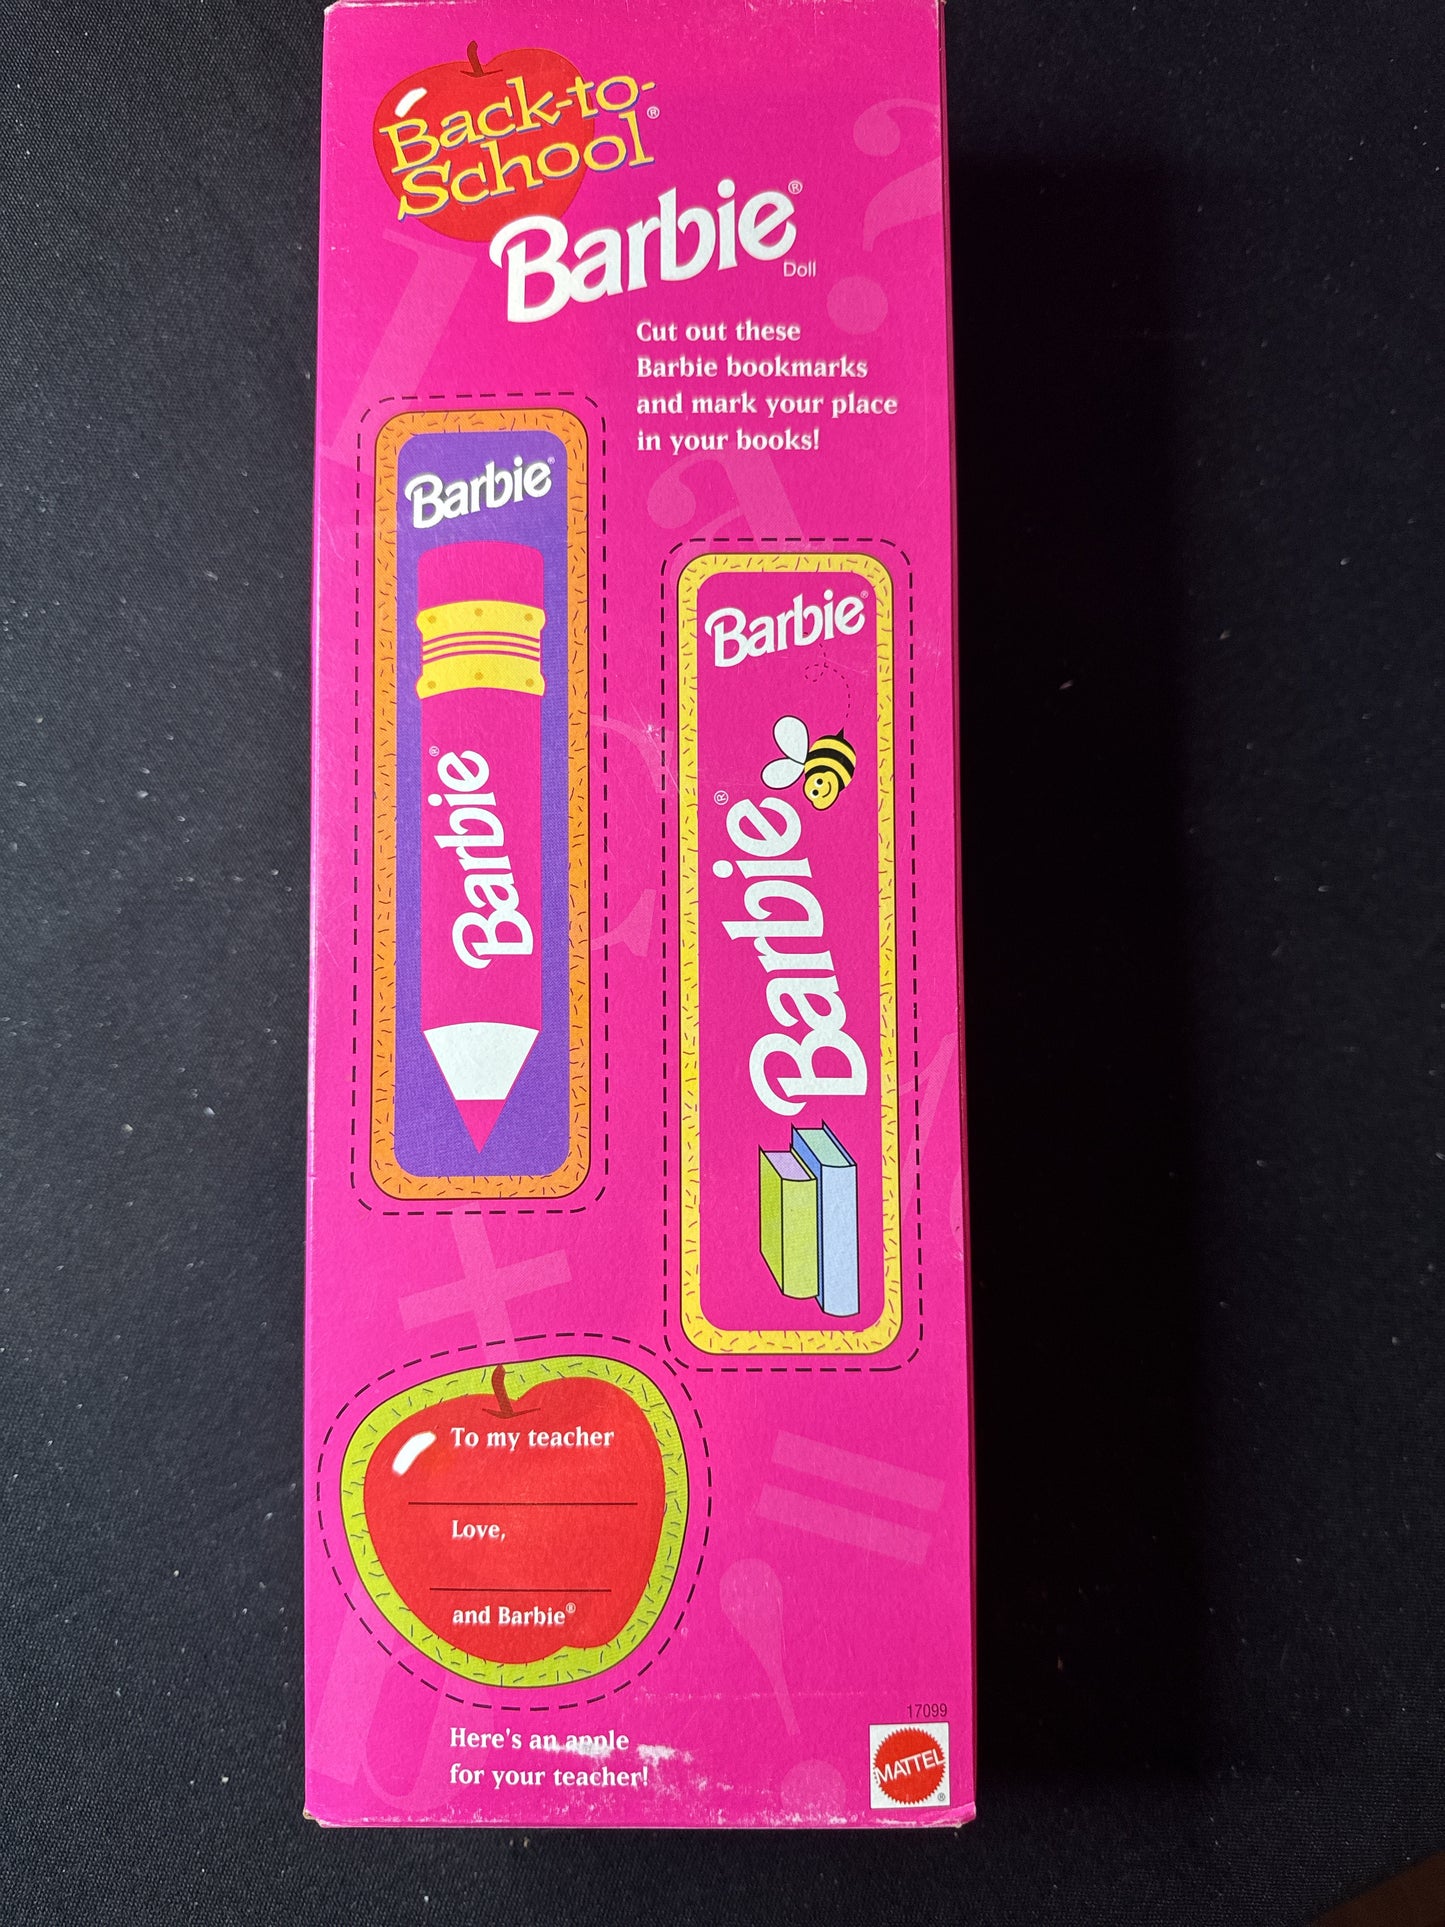 Back-to-
School®
Barbie®
Doll
Cut out these
Barbie bookmarks
and mark your place
in your books!
Barbie®
Barbie®
Barbie®
Barbie®
To my teacher
Love,
and Barbie®
Here's an apple
for your teacher!
17099
MATTEL
®